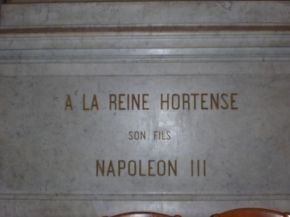 A LA REINE HORTENSE
SON FILS
NAPOLEON III